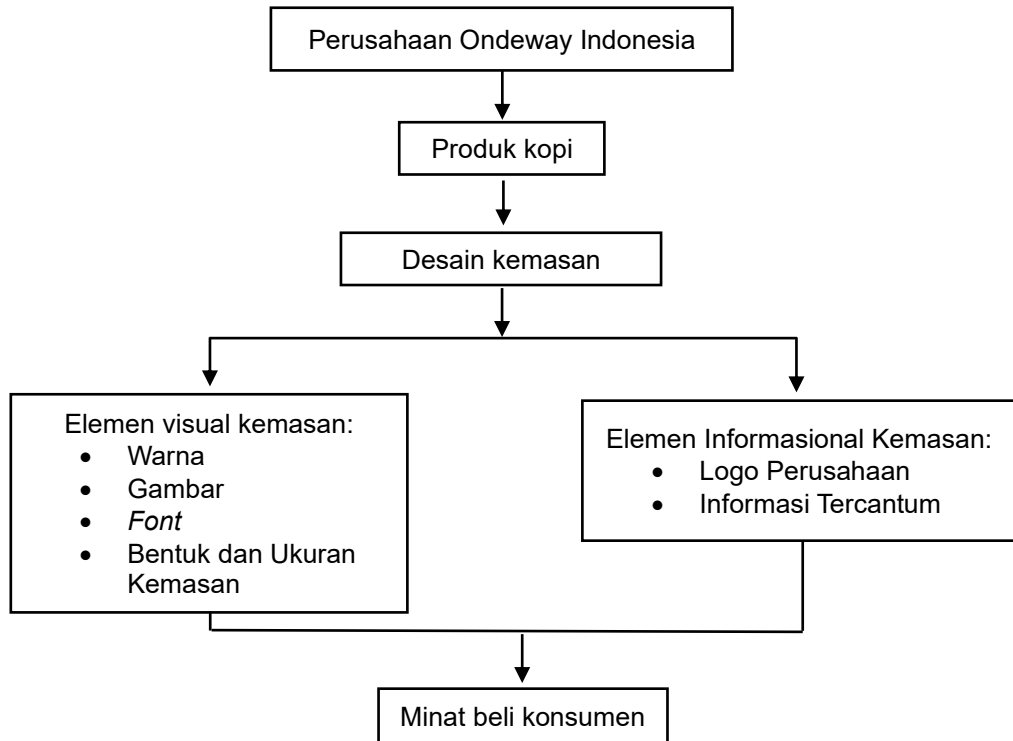 Perusahaan Ondeway Indonesia
Produk kopi
Desain kemasan
Elemen visual kemasan:
• Warna
• Gambar
• Font
• Bentuk dan Ukuran
Kemasan
Elemen Informasional Kemasan:
• Logo Perusahaan
• Informasi Tercantum
Minat beli konsumen